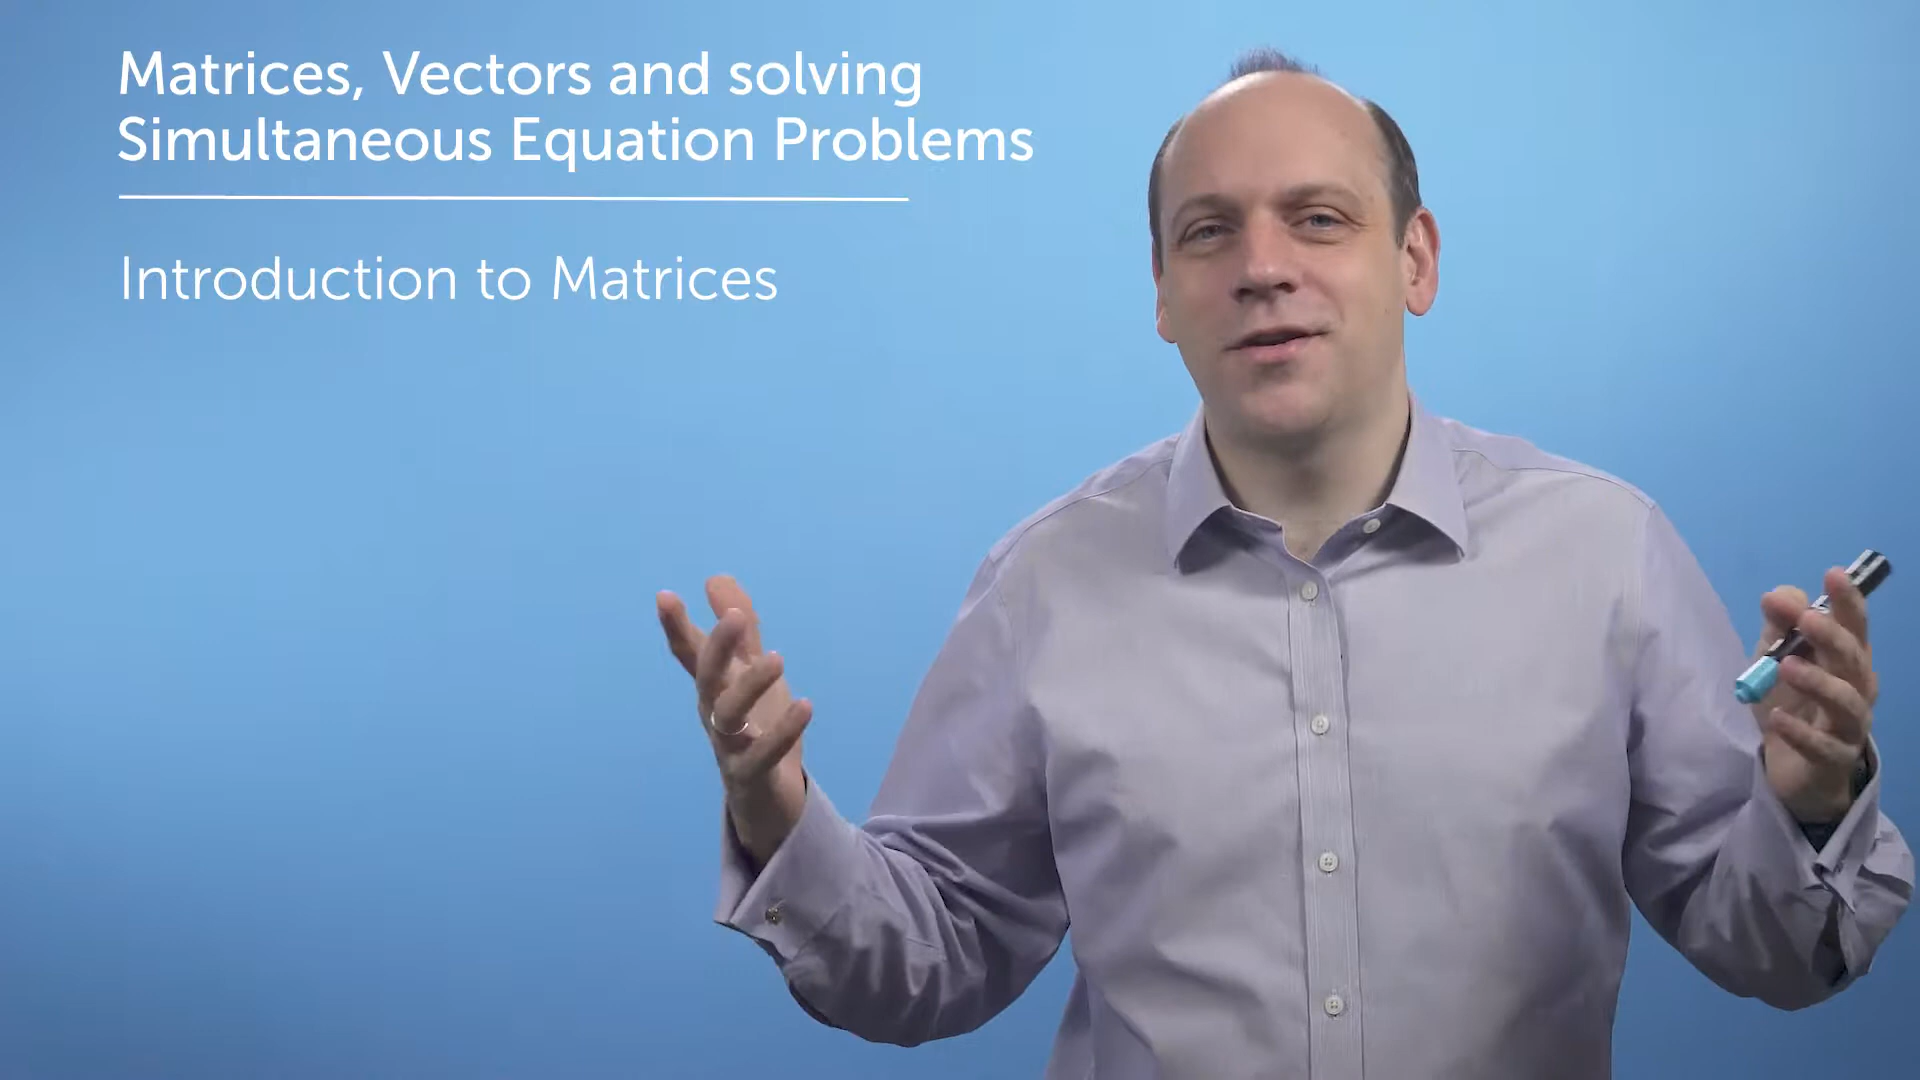 Matrices, Vectors and solving
Simultaneous Equation Problems
Introduction to Matrices